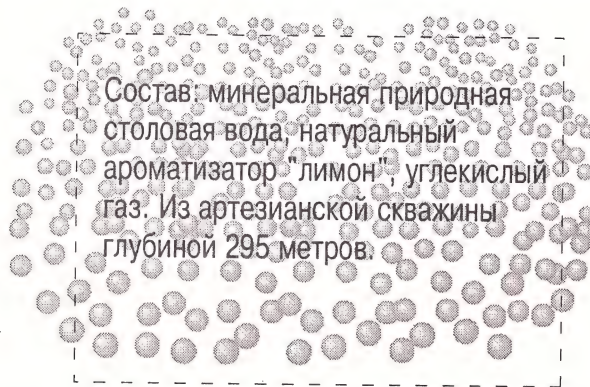 Состав: минеральная природная
столовая вода, натуральный
ароматизатор "лимон", углекислый
газ. Из артезианской скважины
глубиной 295 метров.